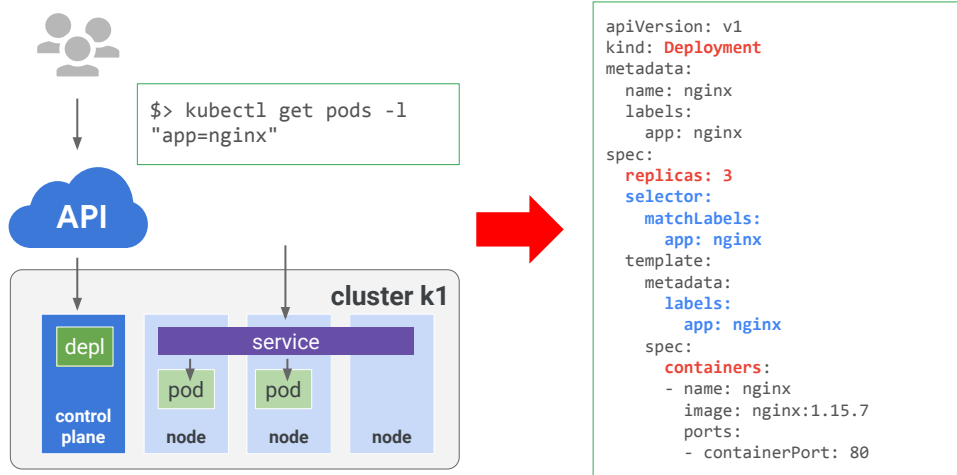 $> kubectl get pods -l
"app=nginx"
API
cluster k1
depl
service
pod
pod
control
plane
node
node
node
apiVersion: v1
kind: Deployment
metadata:
  name: nginx
  labels:
    app: nginx
spec:
  replicas: 3
  selector:
    matchLabels:
      app: nginx
  template:
    metadata:
      labels:
        app: nginx
    spec:
      containers:
      - name: nginx
        image: nginx:1.15.7
        ports:
        - containerPort: 80